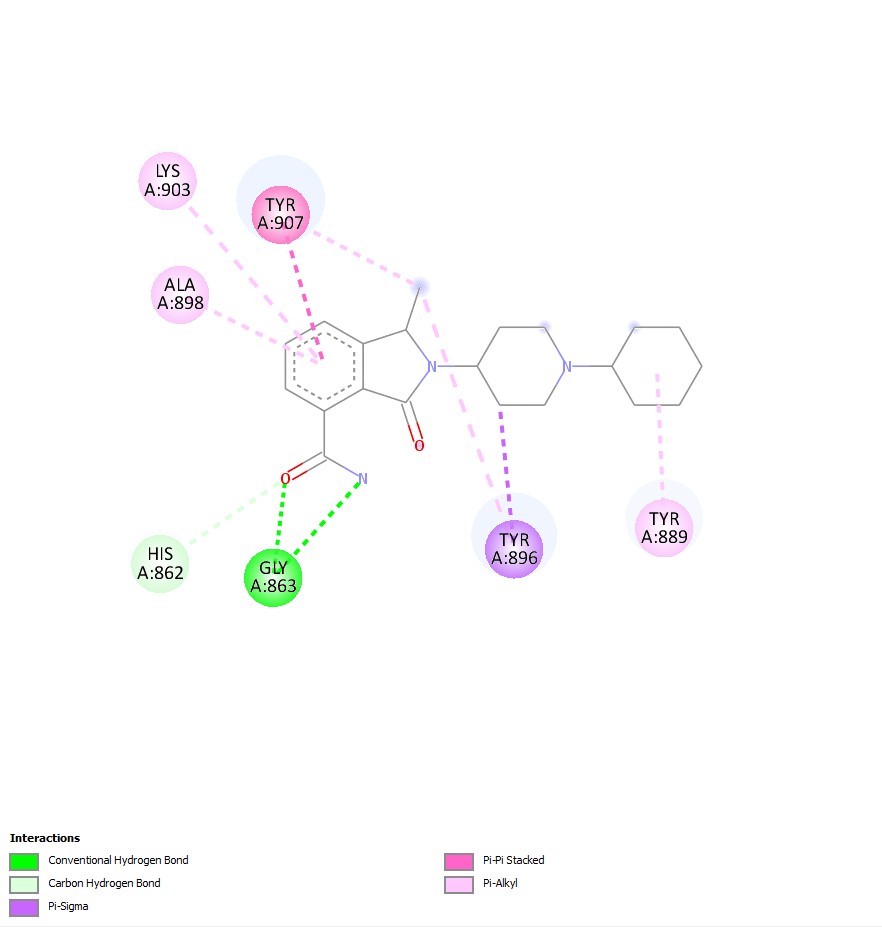 LYS
A:903
TYR
A:907
ALA
A:898
N
N
O
O
N
HIS
A:862
GLY
A:863
TYR
A:896
TYR
A:889
Interactions
Conventional Hydrogen Bond
Carbon Hydrogen Bond
Pi-Sigma
Pi-Pi Stacked
Pi-Alkyl